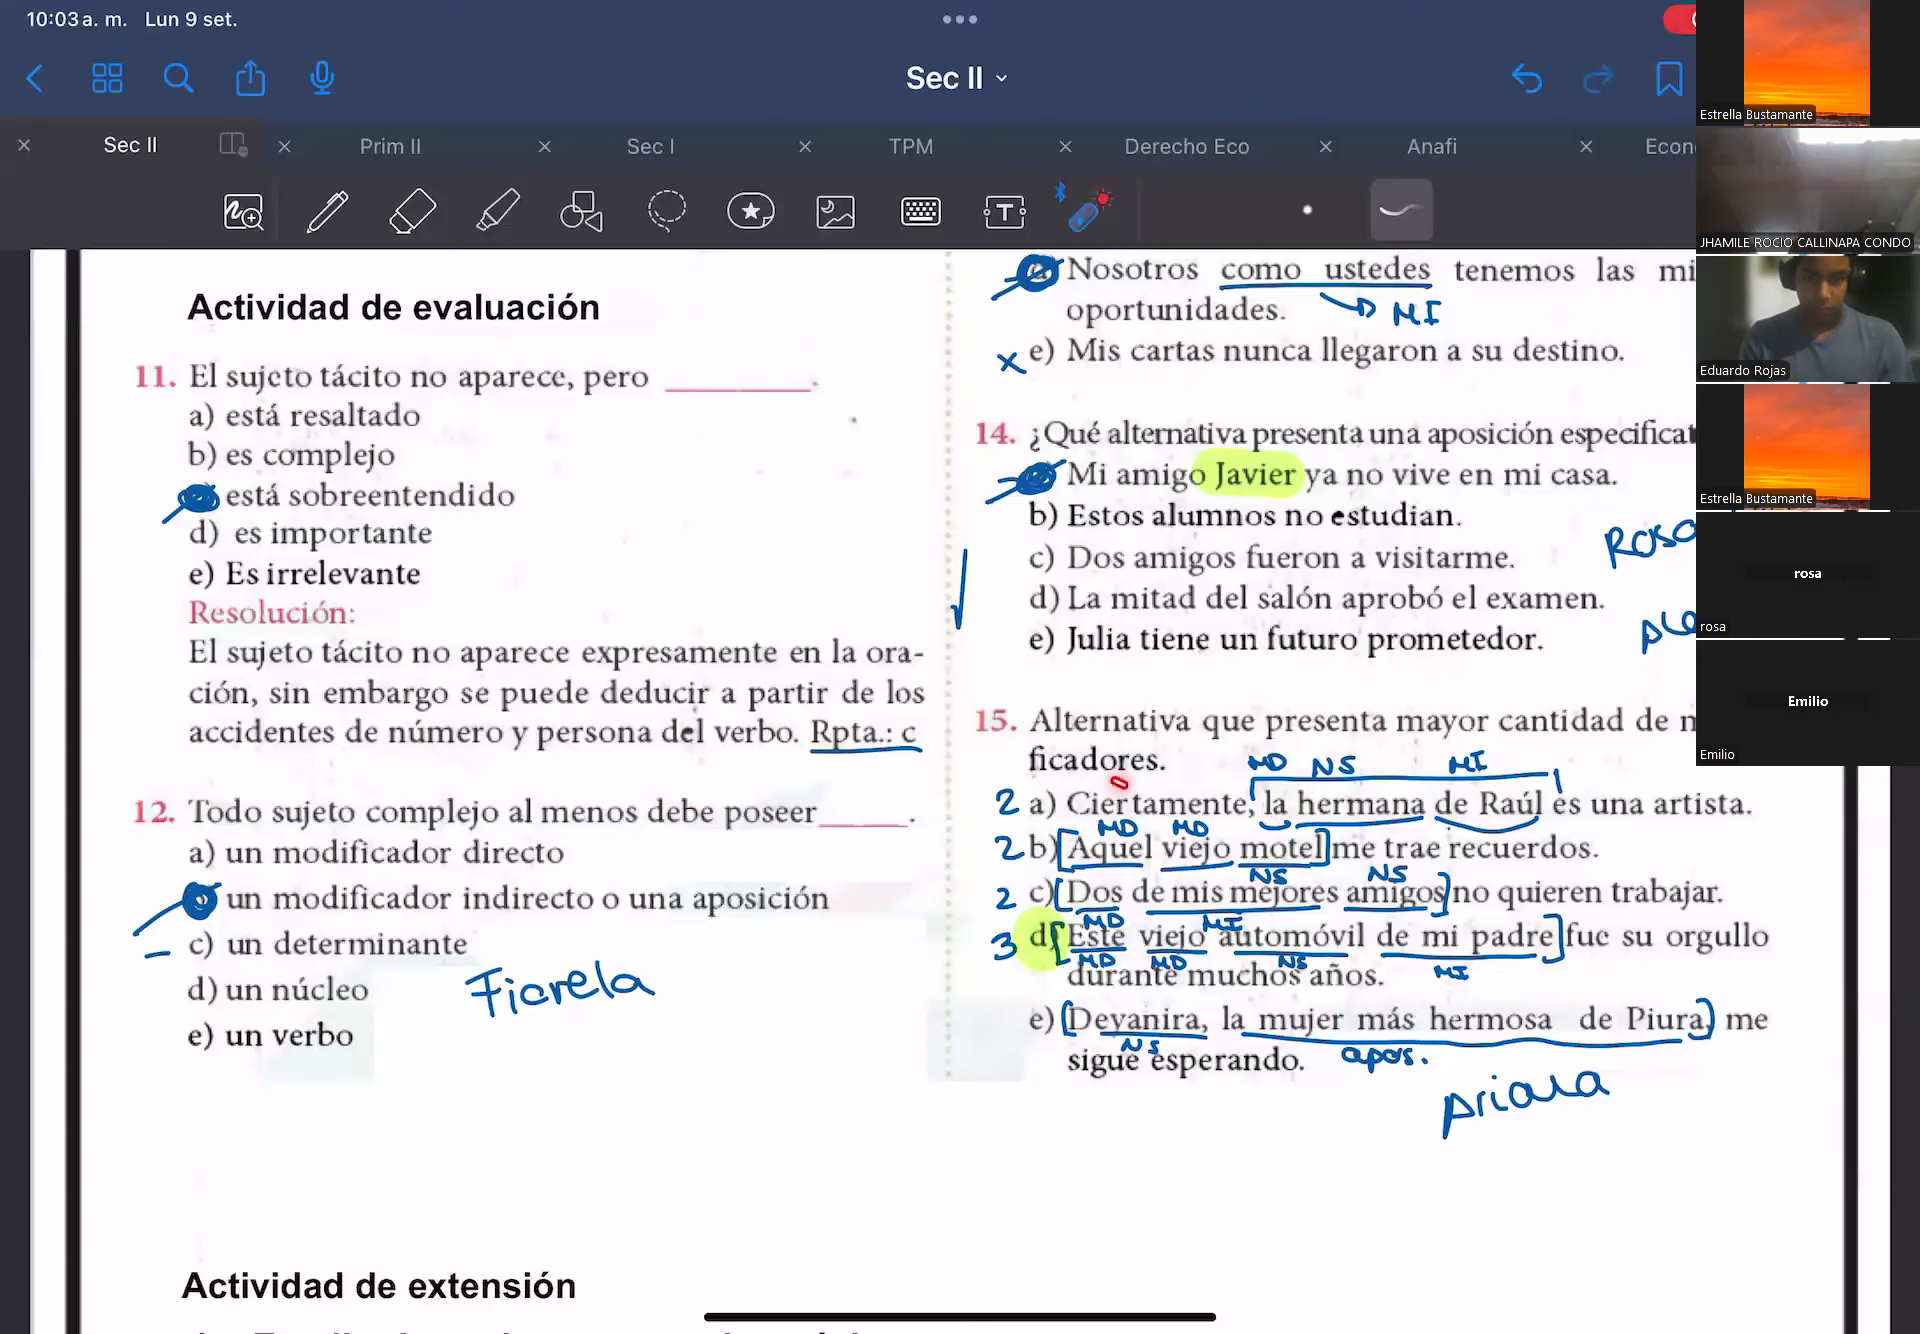 10:03 a. m. Lun 9 set.
Sec II
Sec II
Prim II
Sec I
TPM
Derecho Eco
Anafi
Econ
Actividad de evaluación
11. El sujeto tácito no aparece, pero ________.
a) está resaltado
b) es complejo
está sobreentendido
d) es importante
e) Es irrelevante
Resolución:
El sujeto tácito no aparece expresamente en la ora-
ción, sin embargo se puede deducir a partir de los
accidentes de número y persona del verbo. Rpta.: c
12. Todo sujeto complejo al menos debe poseer_____.
a) un modificador directo
un modificador indirecto o una aposición
c) un determinante
d) un núcleo
e) un verbo
Fiorela
Nosotros como ustedes tenemos las mi
oportunidades. MI
x e) Mis cartas nunca llegaron a su destino.
14. ¿Qué alternativa presenta una aposición especificat
Mi amigo Javier ya no vive en mi casa.
b) Estos alumnos no estudian.
c) Dos amigos fueron a visitarme.
d) La mitad del salón aprobó el examen.
e) Julia tiene un futuro prometedor.
Rosa
15. Alternativa que presenta mayor cantidad de
ficadores. MD NS MI
2 a) Ciertamente, la hermana de Raúl es una artista.
MD MD
2 b) [Aquel viejo motel] me trae recuerdos.
NS NS
2 c) [Dos de mis mejores amigos] no quieren trabajar.
MD MI
3 d) [Este viejo automóvil de mi padre] fue su orgullo
MD MD NS MI
durante muchos años.
e) [Deyanira, la mujer más hermosa de Piura,] me
NS apos.
sigue esperando.
Ariana
Actividad de extensión
Estrella Bustamante
JHAMILE ROCIO CALLINAPA CONDO
Eduardo Rojas
Estrella Bustamante
rosa
rosa
Emilio
Emilio